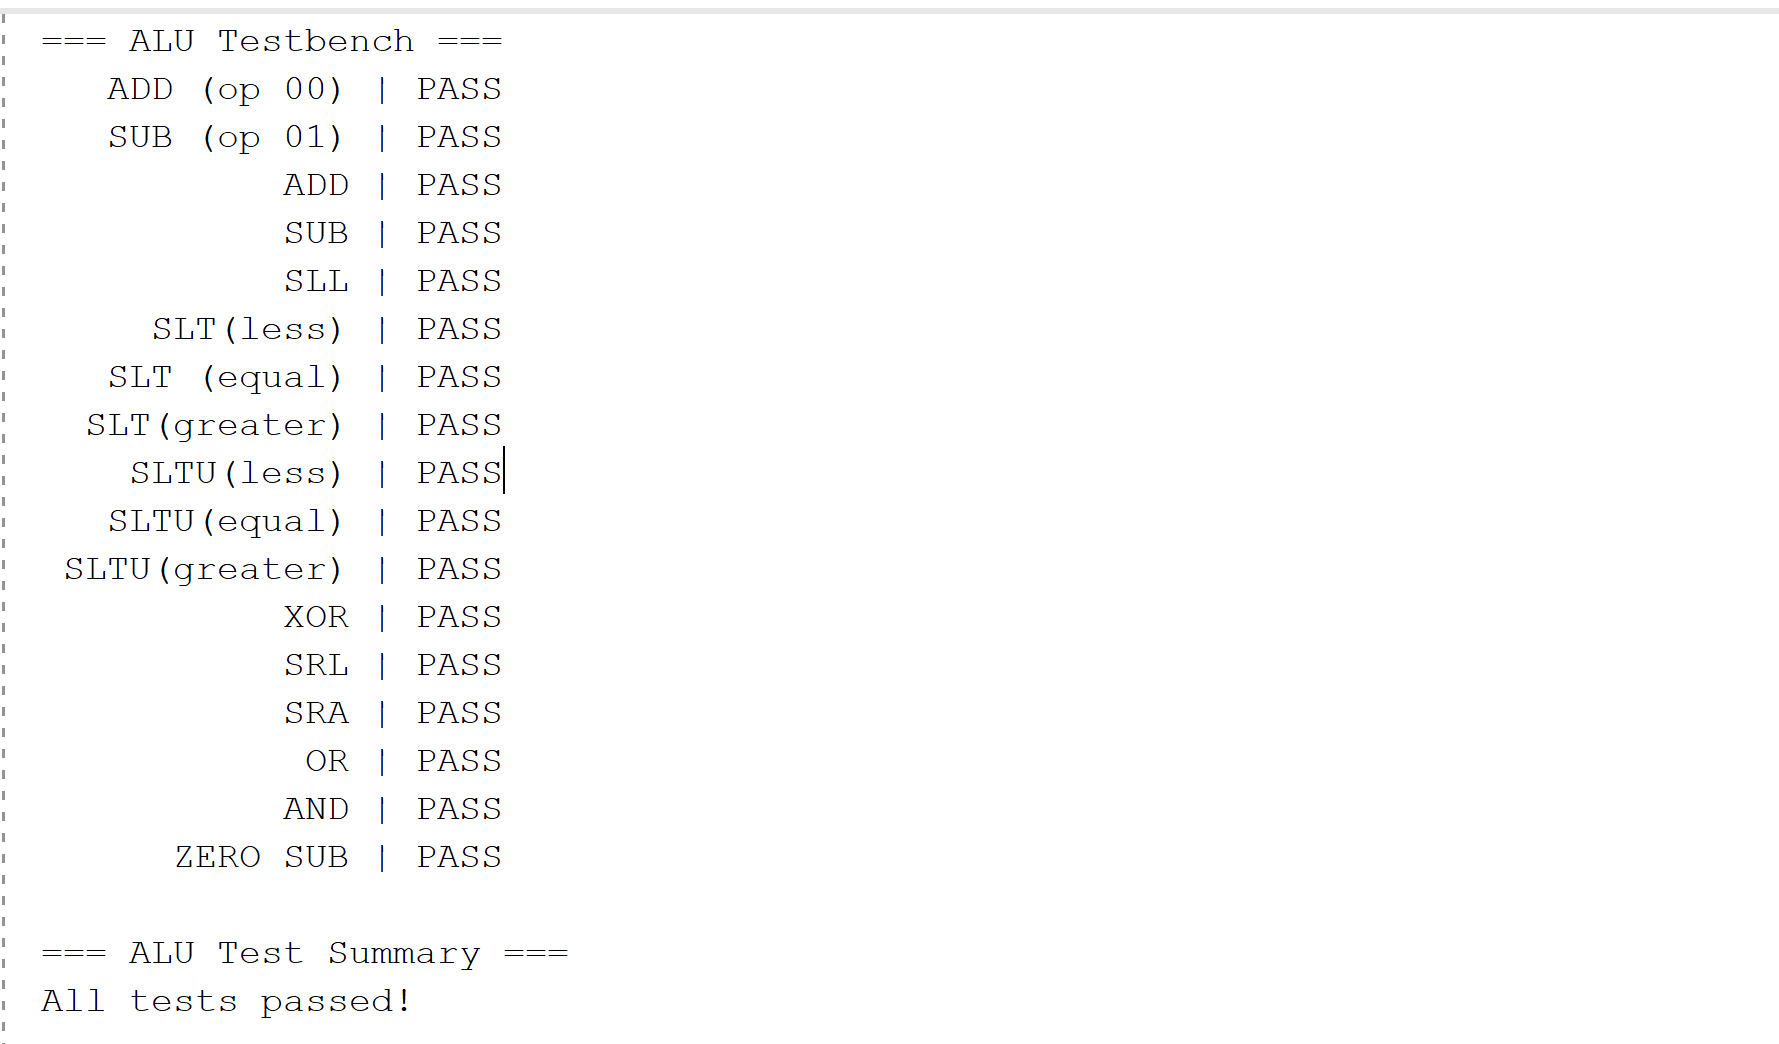 === ALU Testbench ===
ADD (op 00) | PASS
SUB (op 01) | PASS
ADD | PASS
SUB | PASS
SLL | PASS
SLT(less) | PASS
SLT (equal) | PASS
SLT(greater) | PASS
SLTU(less) | PASS
SLTU(equal) | PASS
SLTU(greater) | PASS
XOR | PASS
SRL | PASS
SRA | PASS
OR | PASS
AND | PASS
ZERO SUB | PASS
=== ALU Test Summary ===
All tests passed!